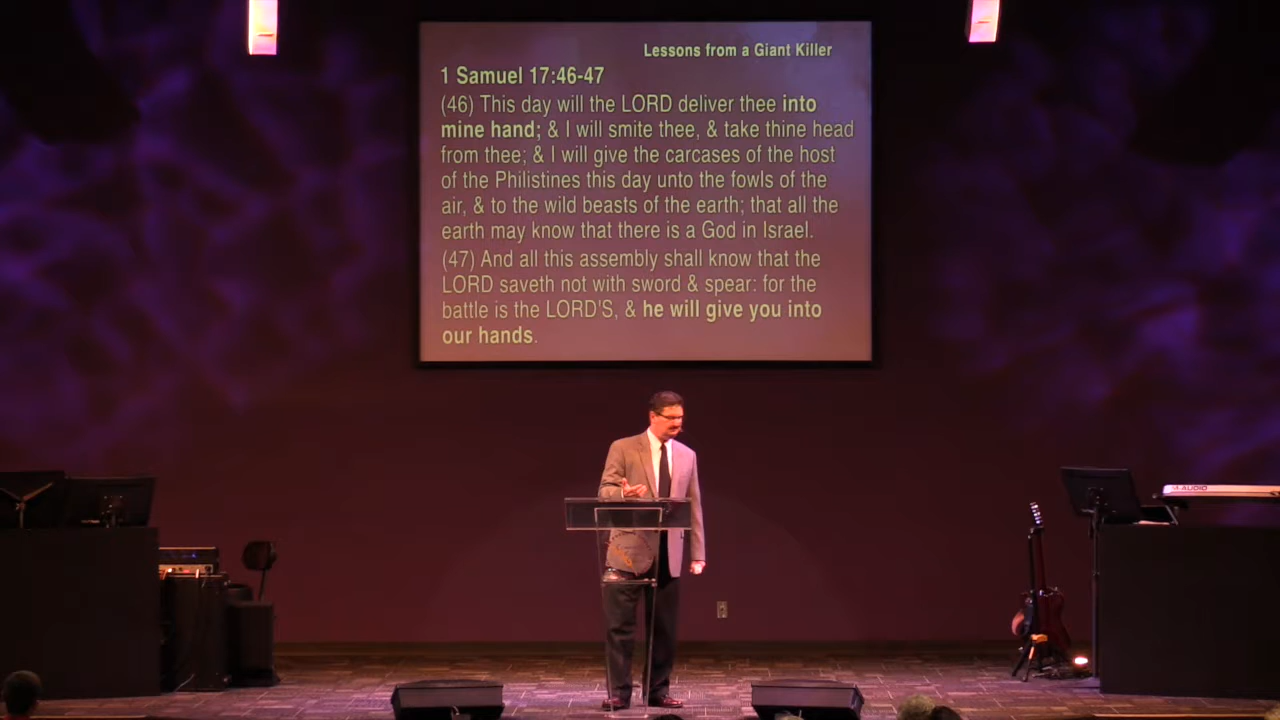 Lessons from a Giant Killer
1 Samuel 17:46-47
(46) This day will the LORD deliver thee into
mine hand; & I will smite thee, & take thine head
from thee; & I will give the carcases of the host
of the Philistines this day unto the fowls of the
air, & to the wild beasts of the earth; that all the
earth may know that there is a God in Israel.
(47) And all this assembly shall know that the
LORD saveth not with sword & spear: for the
battle is the LORD'S, & he will give you into
our hands.
M-AUDIO